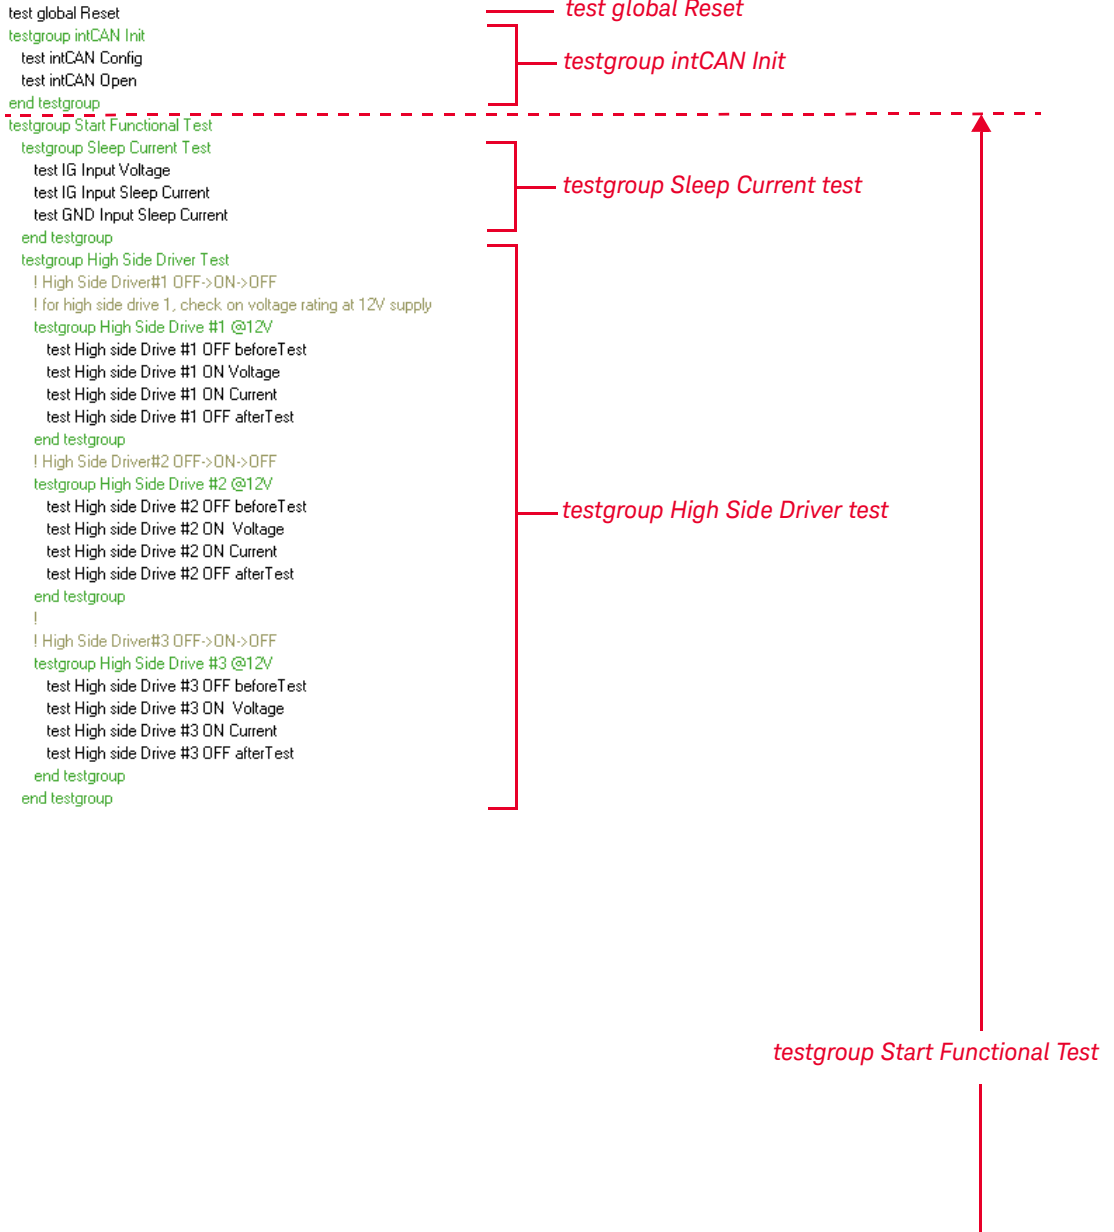 test global Reset
testgroup intCAN Init
test intCAN Config
test intCAN Open
end testgroup
testgroup Start Functional Test
testgroup Sleep Current Test
test IG Input Voltage
test IG Input Sleep Current
test GND Input Sleep Current
end testgroup
testgroup High Side Driver Test
! High Side Driver#1 OFF->ON->OFF
! for high side drive 1, check on voltage rating at 12V supply
testgroup High Side Drive #1 @12V
test High side Drive #1 OFF beforeTest
test High side Drive #1 ON Voltage
test High side Drive #1 ON Current
test High side Drive #1 OFF afterTest
end testgroup
! High Side Driver#2 OFF->ON->OFF
testgroup High Side Drive #2 @12V
test High side Drive #2 OFF beforeTest
test High side Drive #2 ON  Voltage
test High side Drive #2 ON Current
test High side Drive #2 OFF afterTest
end testgroup
!
! High Side Driver#3 OFF->ON->OFF
testgroup High Side Drive #3 @12V
test High side Drive #3 OFF beforeTest
test High side Drive #3 ON  Voltage
test High side Drive #3 ON Current
test High side Drive #3 OFF afterTest
end testgroup
end testgroup
test global Reset
testgroup intCAN Init
testgroup Sleep Current test
testgroup High Side Driver test
testgroup Start Functional Test